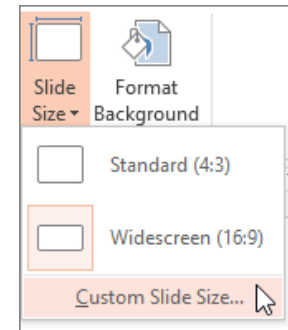 Slide Format
Size Background
Standard (4:3)
Widescreen (16:9)
Custom Slide Size...